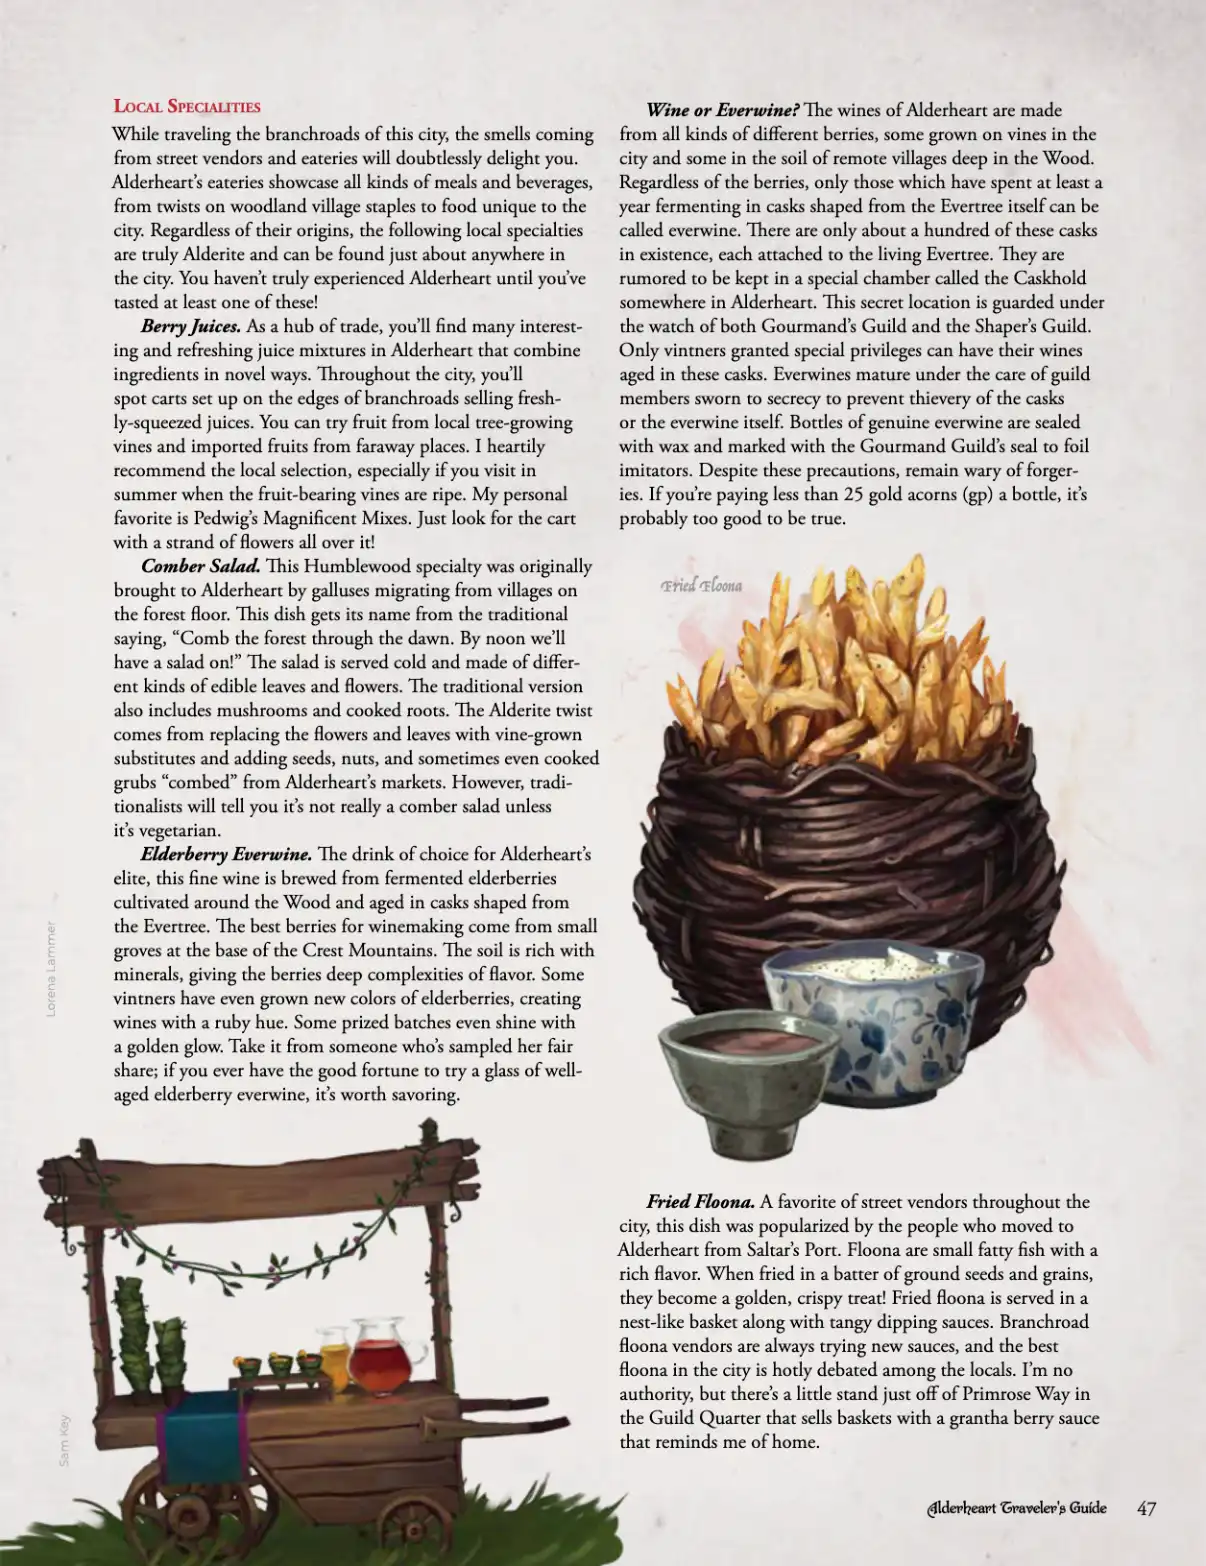 Local Specialities
While traveling the branchroads of this city, the smells coming
from street vendors and eateries will doubtlessly delight you.
Alderheart’s eateries showcase all kinds of meals and beverages,
from twists on woodland village staples to food unique to the
city. Regardless of their origins, the following local specialties
are truly Alderite and can be found just about anywhere in
the city. You haven’t truly experienced Alderheart until you’ve
tasted at least one of these!
Berry Juices. As a hub of trade, you’ll find many interest-
ing and refreshing juice mixtures in Alderheart that combine
ingredients in novel ways. Throughout the city, you’ll
spot carts set up on the edges of branchroads selling fresh-
ly-squeezed juices. You can try fruit from local tree-growing
vines and imported fruits from faraway places. I heartily
recommend the local selection, especially if you visit in
summer when the fruit-bearing vines are ripe. My personal
favorite is Pedwig’s Magnificent Mixes. Just look for the cart
with a strand of flowers all over it!
Comber Salad. This Humblewood specialty was originally
brought to Alderheart by galluses migrating from villages on
the forest floor. This dish gets its name from the traditional
saying, “Comb the forest through the dawn. By noon we’ll
have a salad on!” The salad is served cold and made of differ-
ent kinds of edible leaves and flowers. The traditional version
also includes mushrooms and cooked roots. The Alderite twist
comes from replacing the flowers and leaves with vine-grown
substitutes and adding seeds, nuts, and sometimes even cooked
grubs “combed” from Alderheart’s markets. However, tradi-
tionalists will tell you it’s not really a comber salad unless
it’s vegetarian.
Elderberry Everwine. The drink of choice for Alderheart’s
elite, this fine wine is brewed from fermented elderberries
cultivated around the Wood and aged in casks shaped from
the Evertree. The best berries for winemaking come from small
groves at the base of the Crest Mountains. The soil is rich with
minerals, giving the berries deep complexities of flavor. Some
vintners have even grown new colors of elderberries, creating
wines with a ruby hue. Some prized batches even shine with
a golden glow. Take it from someone who’s sampled her fair
share; if you ever have the good fortune to try a glass of well-
aged elderberry everwine, it’s worth savoring.
Wine or Everwine? The wines of Alderheart are made
from all kinds of different berries, some grown on vines in the
city and some in the soil of remote villages deep in the Wood.
Regardless of the berries, only those which have spent at least a
year fermenting in casks shaped from the Evertree itself can be
called everwine. There are only about a hundred of these casks
in existence, each attached to the living Evertree. They are
rumored to be kept in a special chamber called the Caskhold
somewhere in Alderheart. This secret location is guarded under
the watch of both Gourmand’s Guild and the Shaper’s Guild.
Only vintners granted special privileges can have their wines
aged in these casks. Everwines mature under the care of guild
members sworn to secrecy to prevent thievery of the casks
or the everwine itself. Bottles of genuine everwine are sealed
with wax and marked with the Gourmand Guild’s seal to foil
imitators. Despite these precautions, remain wary of forger-
ies. If you’re paying less than 25 gold acorns (gp) a bottle, it’s
probably too good to be true.
Fried Floona
Fried Floona. A favorite of street vendors throughout the
city, this dish was popularized by the people who moved to
Alderheart from Saltar’s Port. Floona are small fatty fish with a
rich flavor. When fried in a batter of ground seeds and grains,
they become a golden, crispy treat! Fried floona is served in a
nest-like basket along with tangy dipping sauces. Branchroad
floona vendors are always trying new sauces, and the best
floona in the city is hotly debated among the locals. I’m no
authority, but there’s a little stand just off of Primrose Way in
the Guild Quarter that sells baskets with a grantha berry sauce
that reminds me of home.
Lorena Lammer
Sam Key
Alderheart Traveler's Guide 47